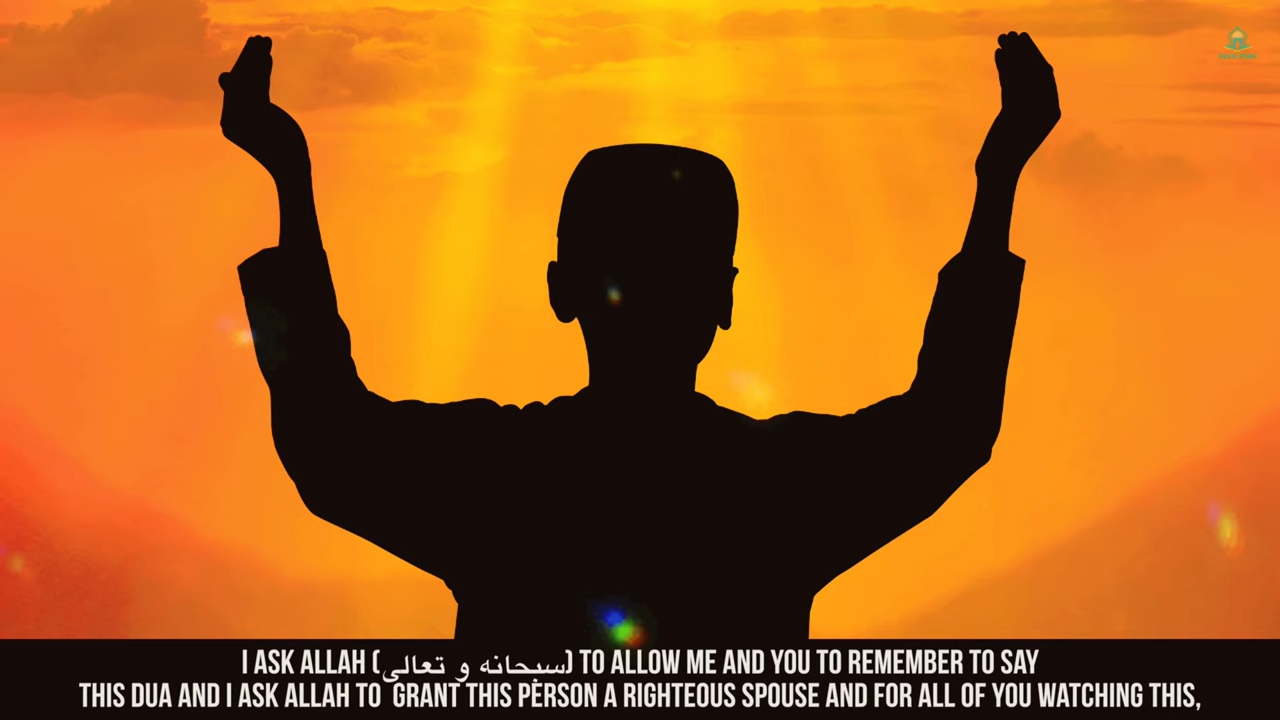 I ASK ALLAH (سبحانه و تعالى) TO ALLOW ME AND YOU TO REMEMBER TO SAY
THIS DUA AND I ASK ALLAH TO GRANT THIS PERSON A RIGHTEOUS SPOUSE AND FOR ALL OF YOU WATCHING THIS,